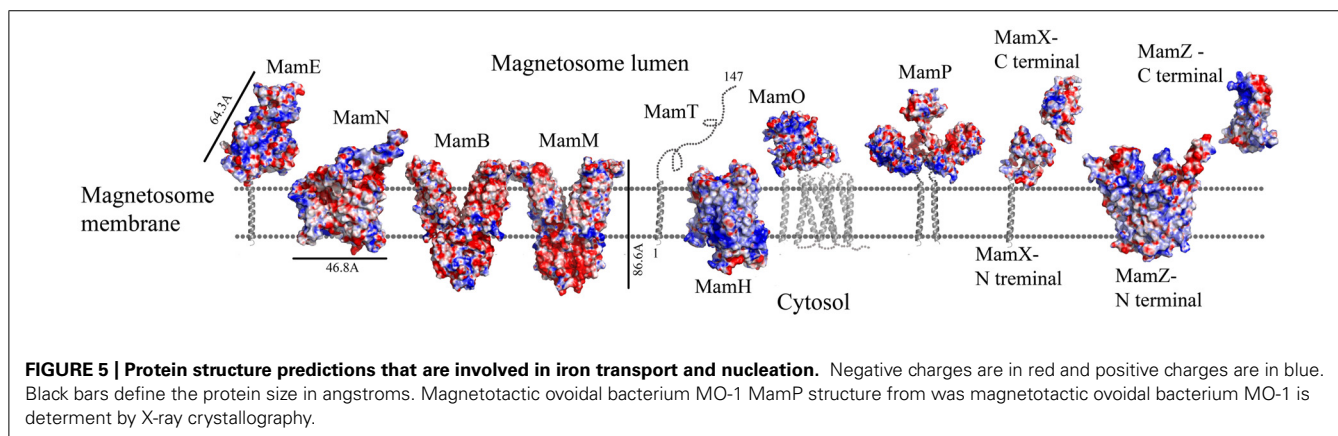 MamE
64.3A
MamN
46.8A
MamB
Magnetosome lumen
MamM
86.6A
147
MamT
1
MamH
MamO
Cytosol
MamP
MamX-
C terminal
MamX-
N treminal
MamZ -
C terminal
MamZ-
N terminal
Magnetosome
membrane
FIGURE 5 | Protein structure predictions that are involved in iron transport and nucleation. Negative charges are in red and positive charges are in blue.
Black bars define the protein size in angstroms. Magnetotactic ovoidal bacterium MO-1 MamP structure from was magnetotactic ovoidal bacterium MO-1 is
determt by X-ray crystallography.